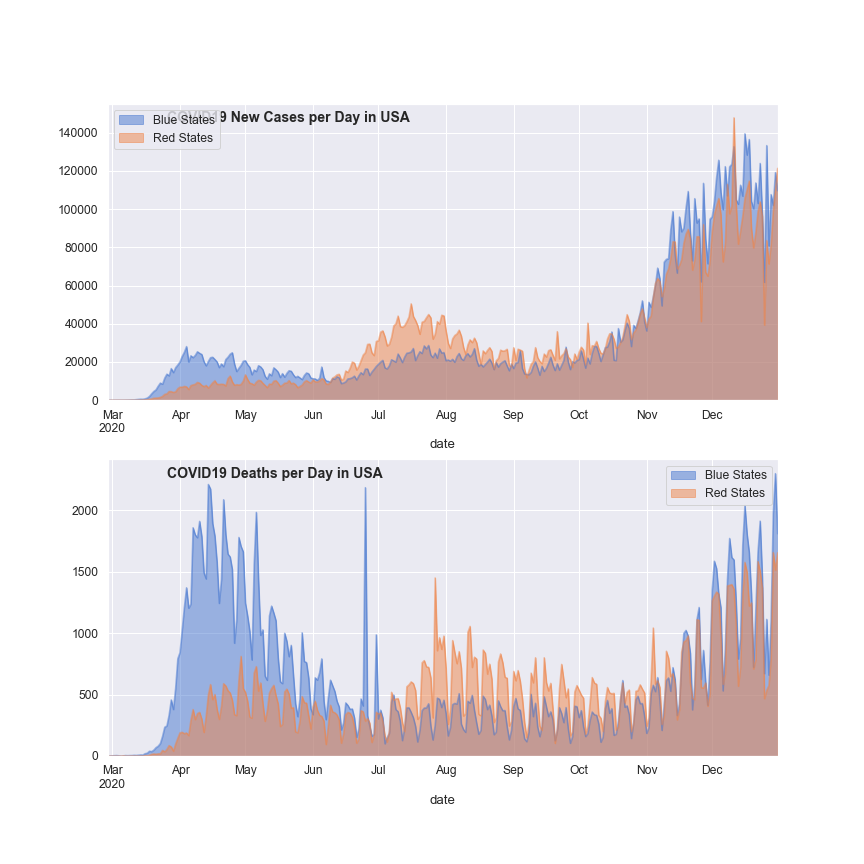 COVID19 New Cases per Day in USA
Blue States
Red States
140000
120000
100000
80000
60000
40000
20000
0
Mar Apr May Jun Jul Aug Sep Oct Nov Dec
2020
date
COVID19 Deaths per Day in USA
Blue States
Red States
2000
1500
1000
500
0
Mar Apr May Jun Jul Aug Sep Oct Nov Dec
2020
date